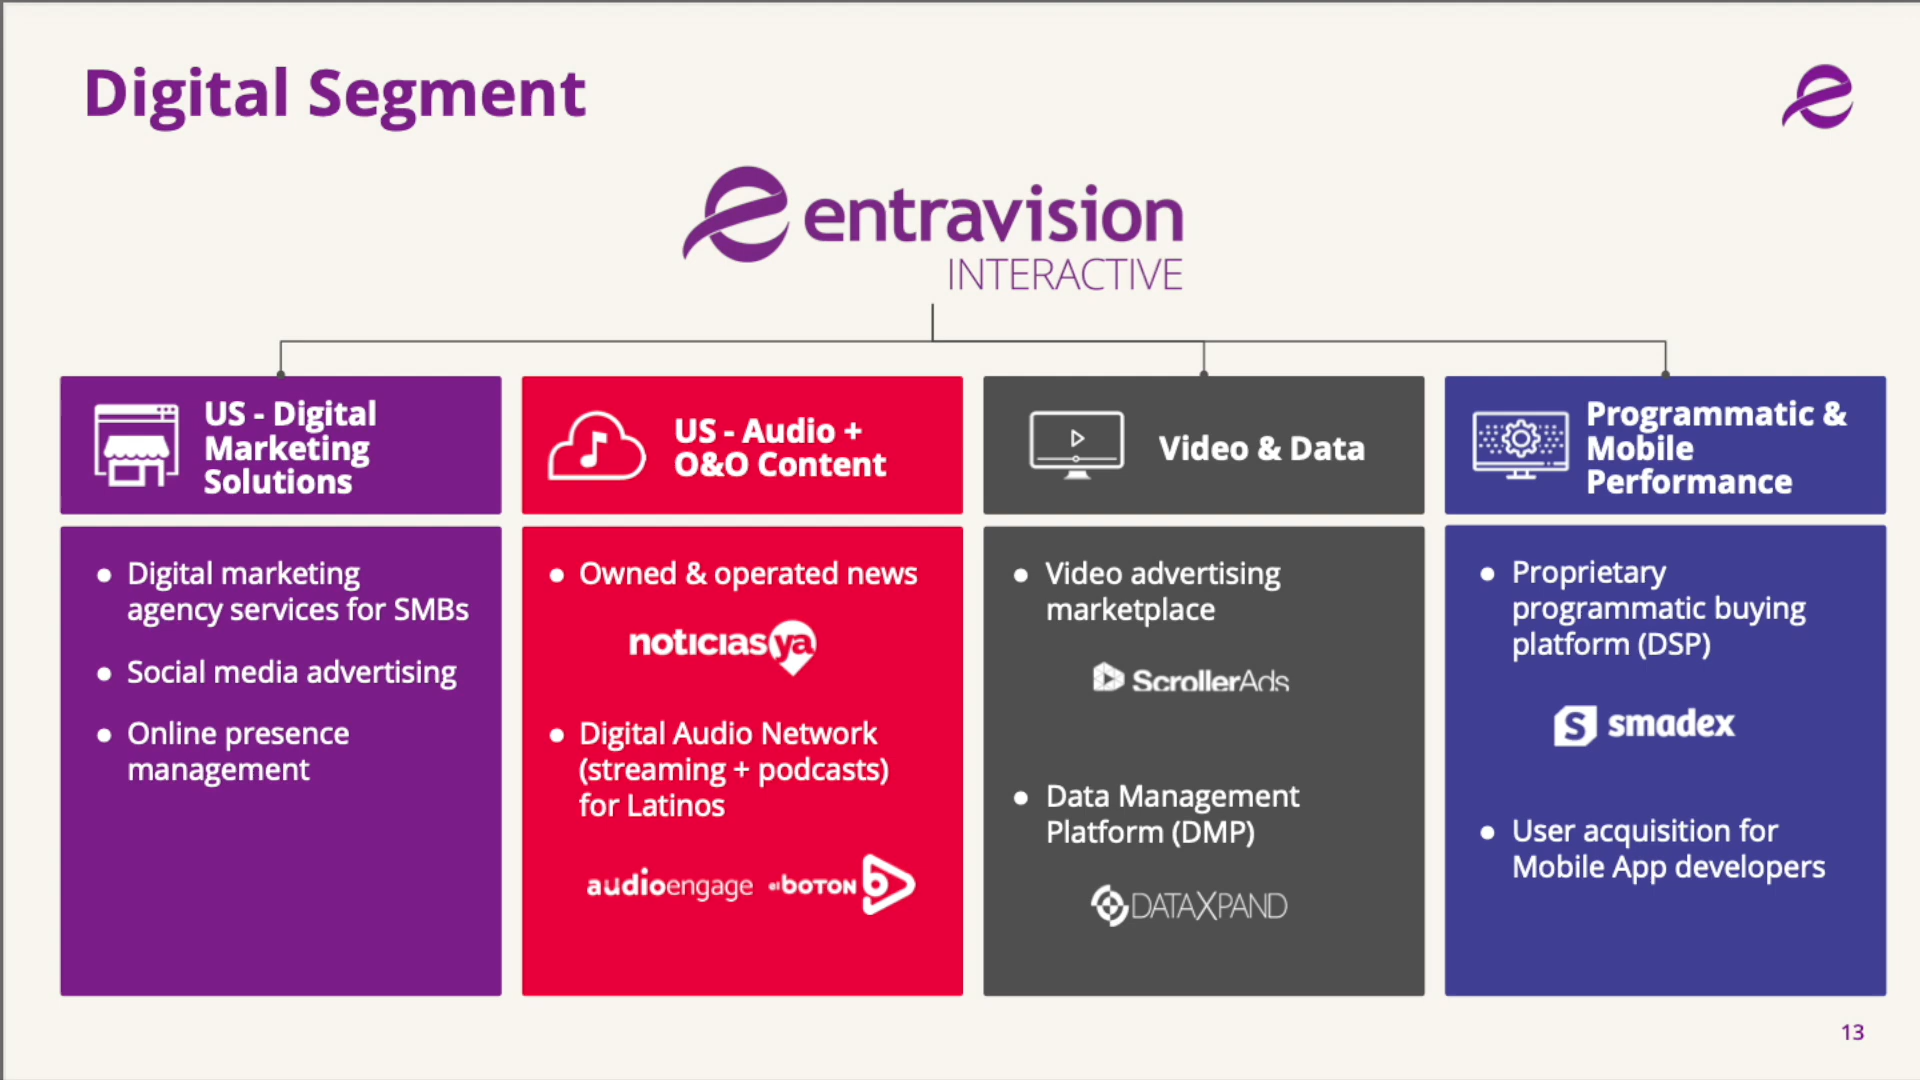 Digital Segment
entravision
INTERACTIVE
US - Digital
Marketing
Solutions
US - Audio +
O&O Content
Video & Data
Programmatic &
Mobile
Performance
● Digital marketing
agency services for SMBs
● Social media advertising
● Online presence
management
● Owned & operated news
noticiasya
● Digital Audio Network
(streaming + podcasts)
for Latinos
audioengage el BOTON b
● Video advertising
marketplace
ScrollerAds
● Data Management
Platform (DMP)
DATAXPAND
● Proprietary
programmatic buying
platform (DSP)
S smadex
● User acquisition for
Mobile App developers
13